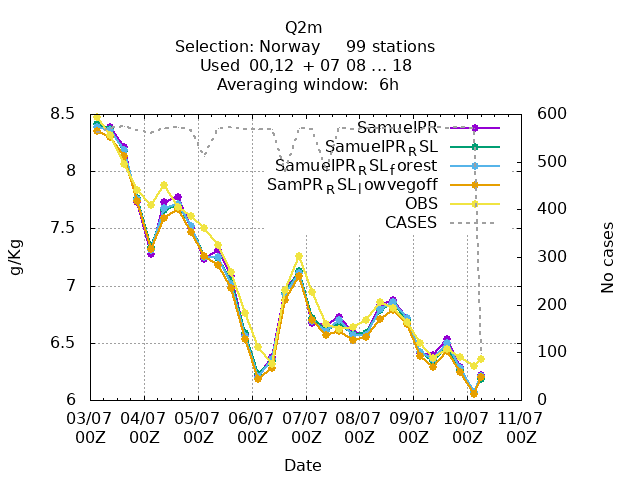 Q2m
Selection: Norway 99 stations
Used 00,12 + 07 08 ... 18
Averaging window: 6h
8.5
8
7.5
7
6.5
6
g/Kg
600
500
400
300
200
100
0
No cases
SamuelPR
SamuelPR_RSL
SamuelPR_RSL_forest
SamPR_RSL_lowvegoff
OBS
CASES
03/07 04/07 05/07 06/07 07/07 08/07 09/07 10/07 11/07
00Z 00Z 00Z 00Z 00Z 00Z 00Z 00Z 00Z
Date